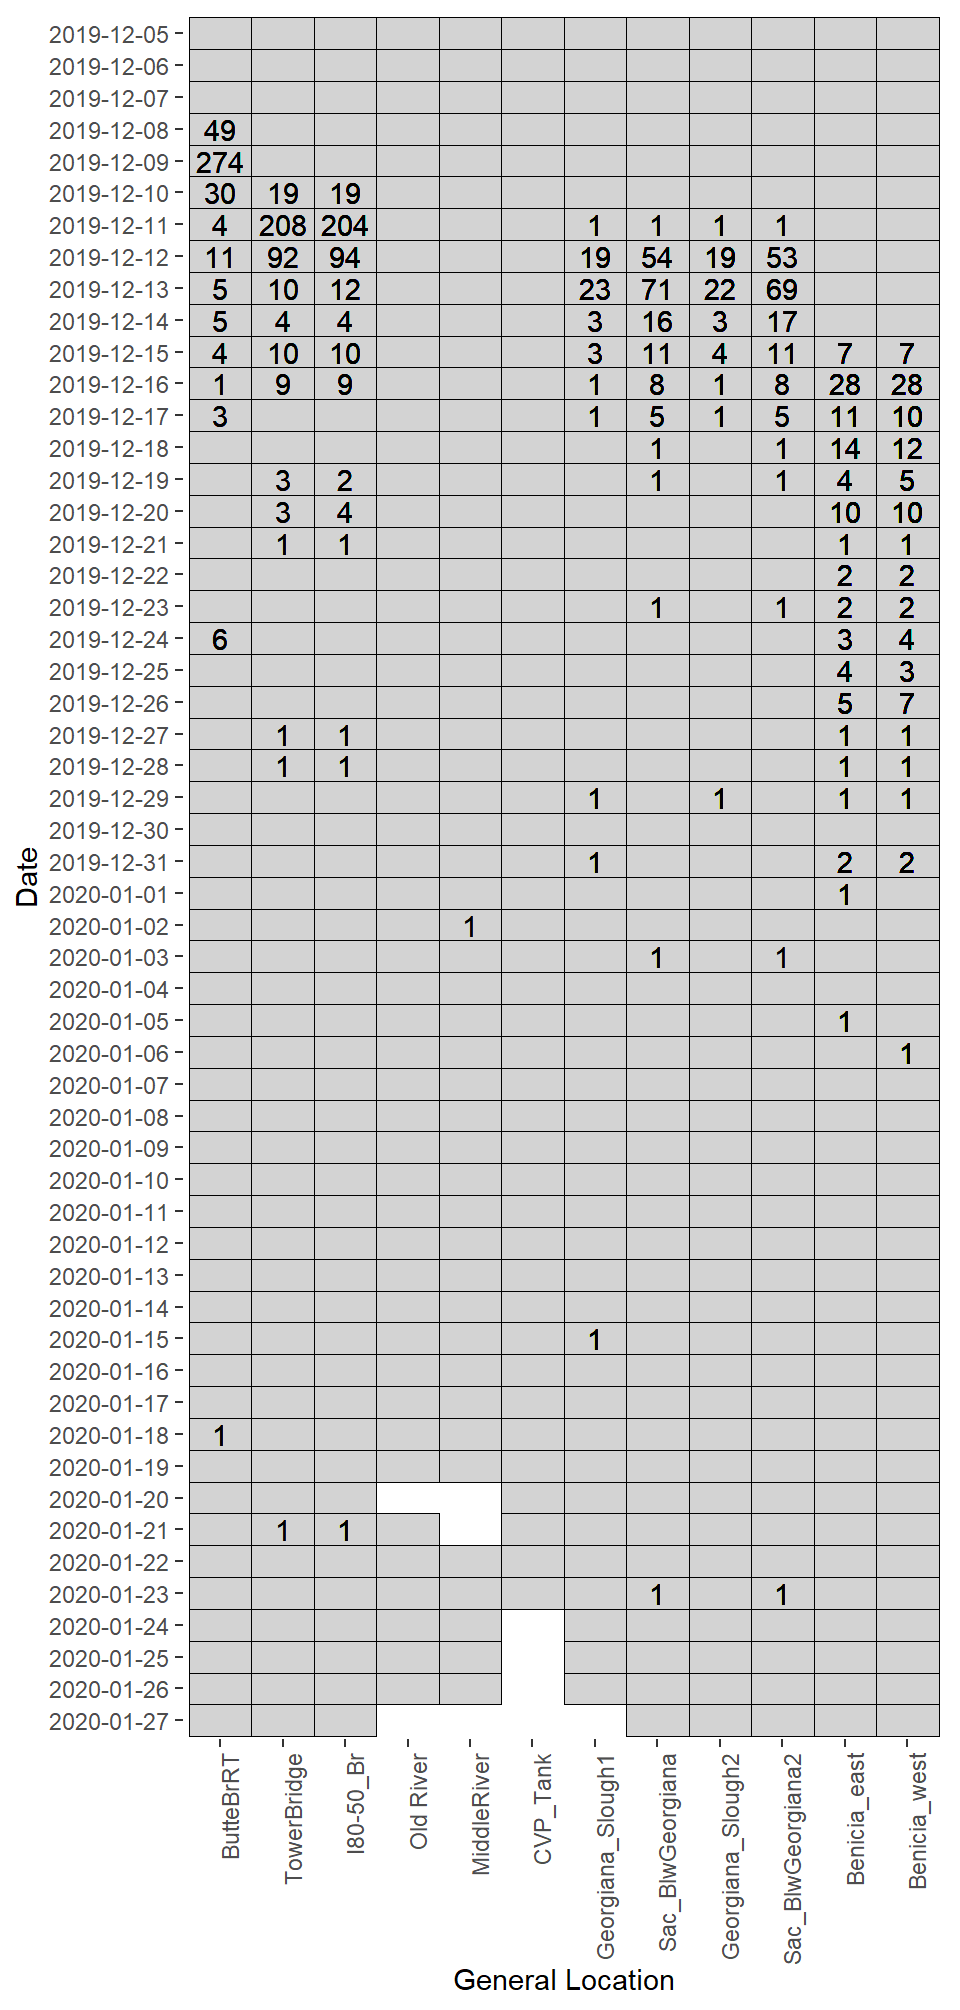 2019-12-05
2019-12-06
2019-12-07
2019-12-08 49
2019-12-09 274
2019-12-10 30 19 19
2019-12-11 4 208 204 1 1 1 1
2019-12-12 11 92 94 19 54 19 53
2019-12-13 5 10 12 23 71 22 69
2019-12-14 5 4 4 3 16 3 17
2019-12-15 4 10 10 3 11 4 11 7 7
2019-12-16 1 9 9 1 8 1 8 28 28
2019-12-17 3 1 5 1 5 11 10
2019-12-18 1 1 14 12
2019-12-19 3 2 1 1 4 5
2019-12-20 3 4 10 10
2019-12-21 1 1 1 1
2019-12-22 2 2
2019-12-23 1 1 2 2
2019-12-24 6 3 4
2019-12-25 4 3
2019-12-26 5 7
2019-12-27 1 1 1 1
2019-12-28 1 1 1 1
2019-12-29 1 1 1 1
2019-12-30
2019-12-31 1 2 2
2020-01-01 1
2020-01-02 1
2020-01-03 1 1
2020-01-04
2020-01-05 1
2020-01-06 1
2020-01-07
2020-01-08
2020-01-09
2020-01-10
2020-01-11
2020-01-12
2020-01-13
2020-01-14
2020-01-15 1
2020-01-16
2020-01-17
2020-01-18 1
2020-01-19
2020-01-20
2020-01-21 1 1
2020-01-22
2020-01-23 1 1
2020-01-24
2020-01-25
2020-01-26
2020-01-27
Date
ButteBrRT
TowerBridge
I80-50_Br
Old River
MiddleRiver
CVP_Tank
Georgiana_Slough1
Sac_BlwGeorgiana
Georgiana_Slough2
Sac_BlwGeorgiana2
Benicia_east
Benicia_west
General Location